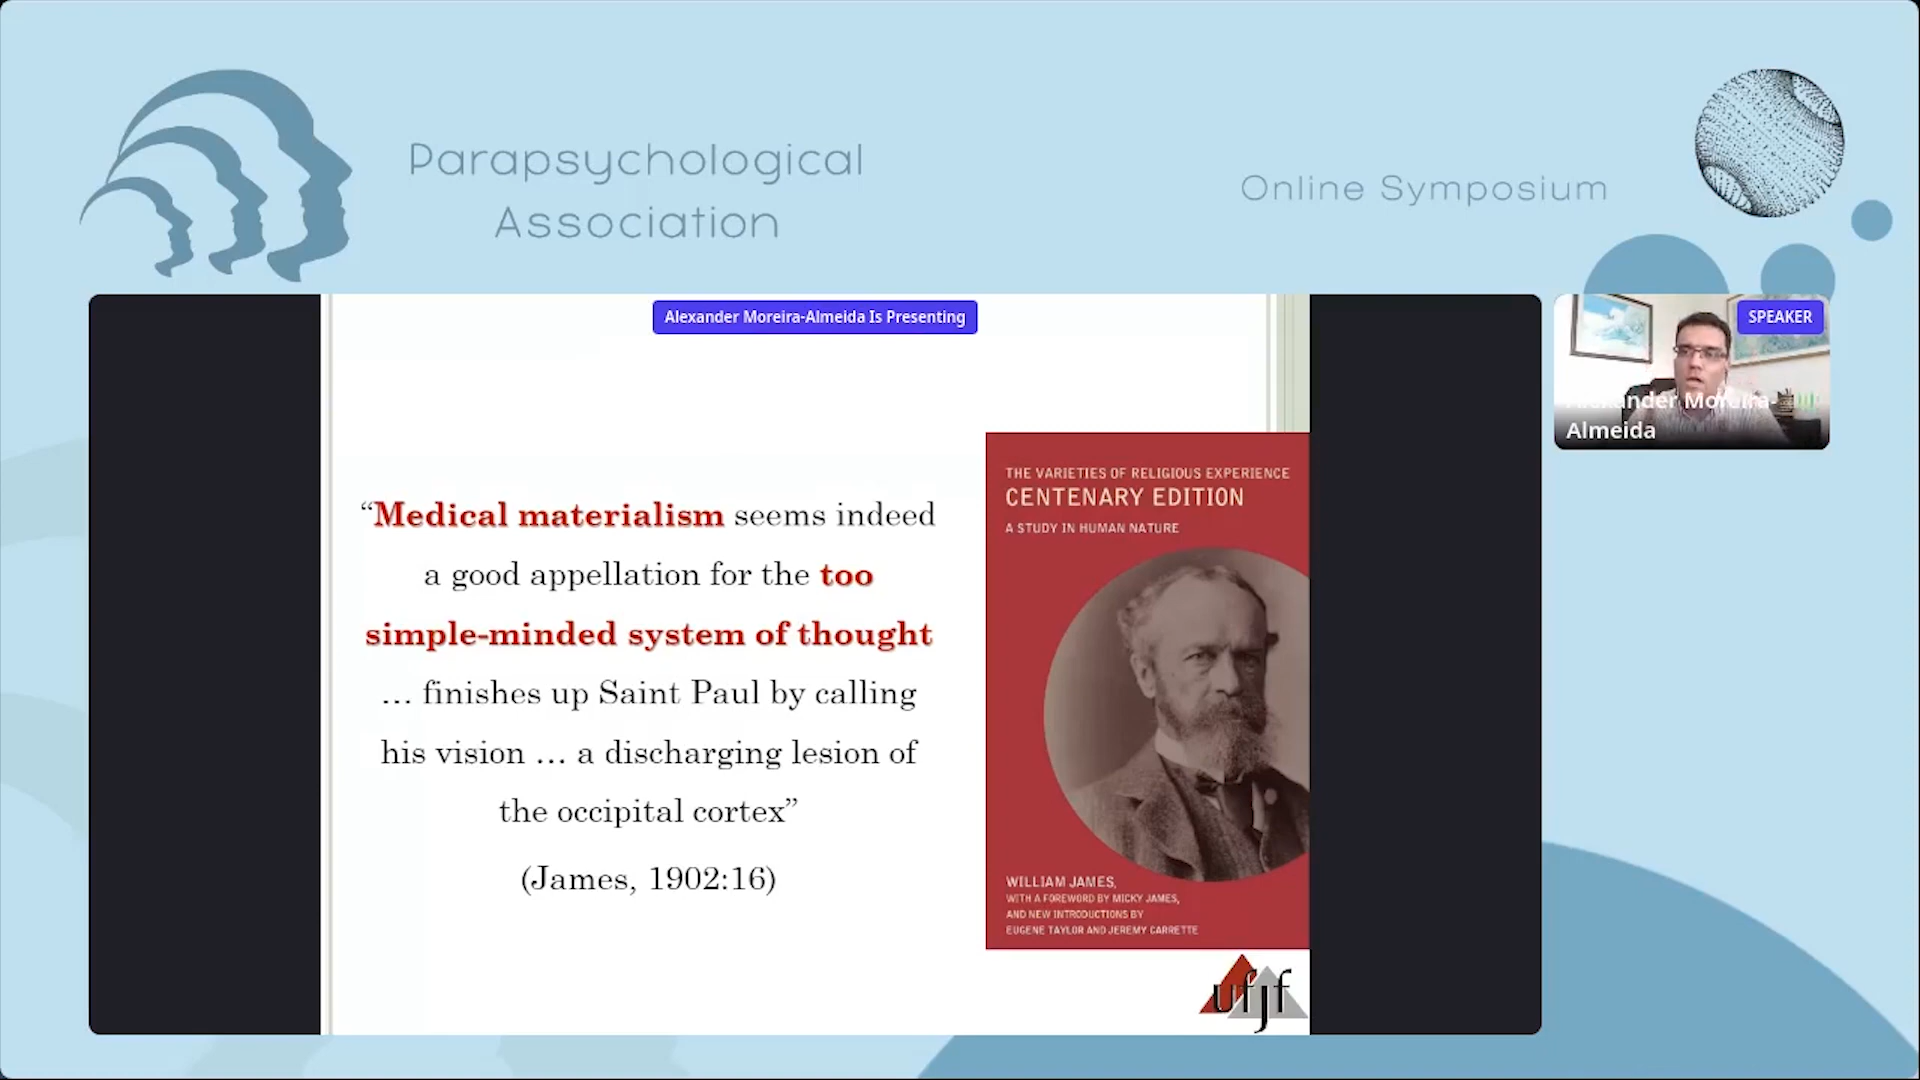 Parapsychological
Association
Online Symposium
Alexander Moreira-Almeida Is Presenting
SPEAKER
Alexander Moreira-
Almeida
“Medical materialism seems indeed
a good appellation for the too
simple-minded system of thought
… finishes up Saint Paul by calling
his vision … a discharging lesion of
the occipital cortex”
(James, 1902:16)
THE VARIETIES OF RELIGIOUS EXPERIENCE
CENTENARY EDITION
A STUDY IN HUMAN NATURE
WILLIAM JAMES,
WITH A FOREWORD BY MICKY JAMES,
AND NEW INTRODUCTIONS BY
EUGENE TAYLOR AND JEREMY CARRETTE
ufjf